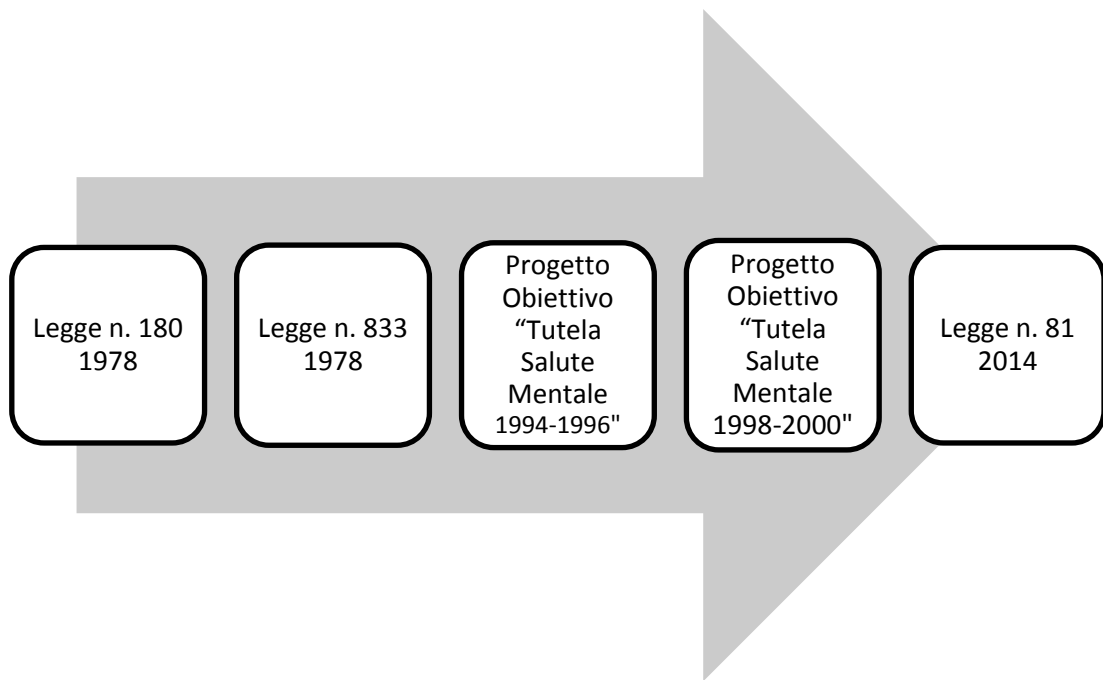 Legge n. 180
1978
Legge n. 833
1978
Progetto
Obiettivo
“Tutela
Salute
Mentale
1994-1996"
Progetto
Obiettivo
“Tutela
Salute
Mentale
1998-2000"
Legge n. 81
2014